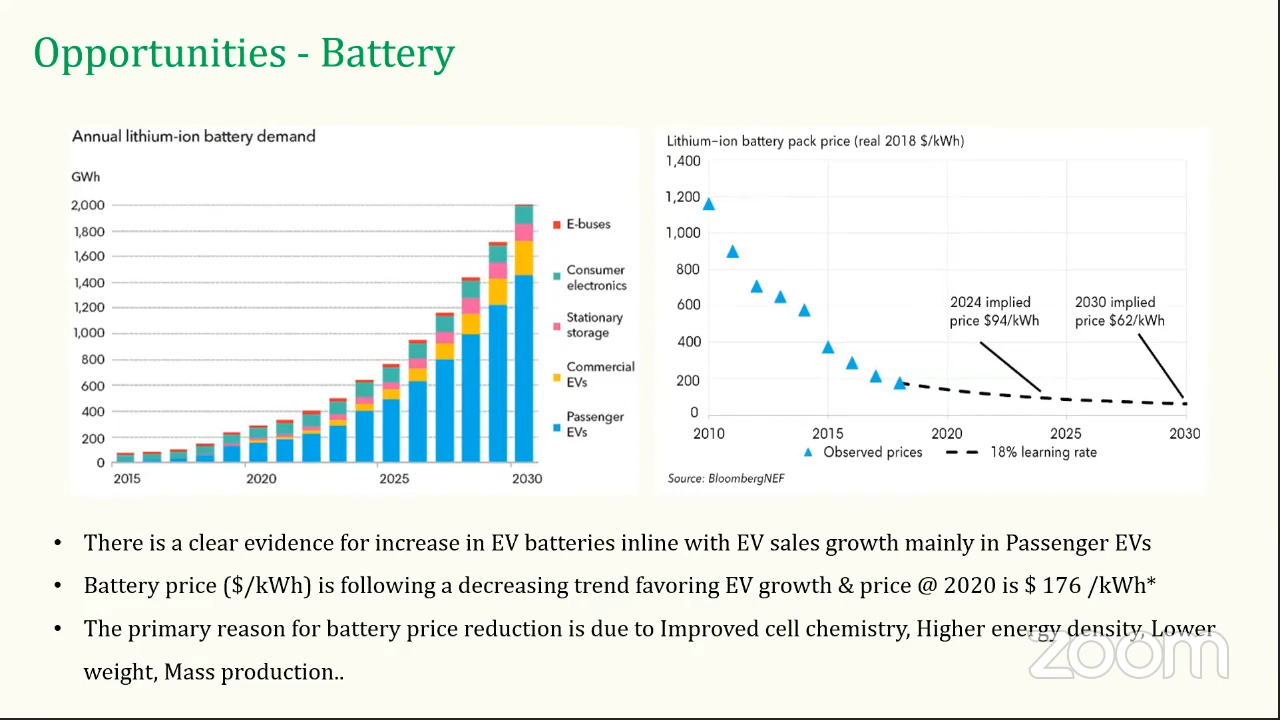 Opportunities - Battery
Annual lithium-ion battery demand
GWh
2,000
1,800
1,600
1,400
1,200
1,000
800
600
400
200
0
2015
2020
2025
2030
E-buses
Consumer
electronics
Stationary
storage
Commercial
EVs
Passenger
EVs
Lithium-ion battery pack price (real 2018 $/kWh)
1,400
1,200
1,000
800
600
400
200
0
2024 implied
price $94/kWh
2030 implied
price $62/kWh
2010
2015
2020
2025
2030
Observed prices
18% learning rate
Source: BloombergNEF
• There is a clear evidence for increase in EV batteries inline with EV sales growth mainly in Passenger EVs
• Battery price ($/kWh) is following a decreasing trend favoring EV growth & price @ 2020 is $ 176 /kWh*
• The primary reason for battery price reduction is due to Improved cell chemistry, Higher energy density, Lower
weight, Mass production..
zoom